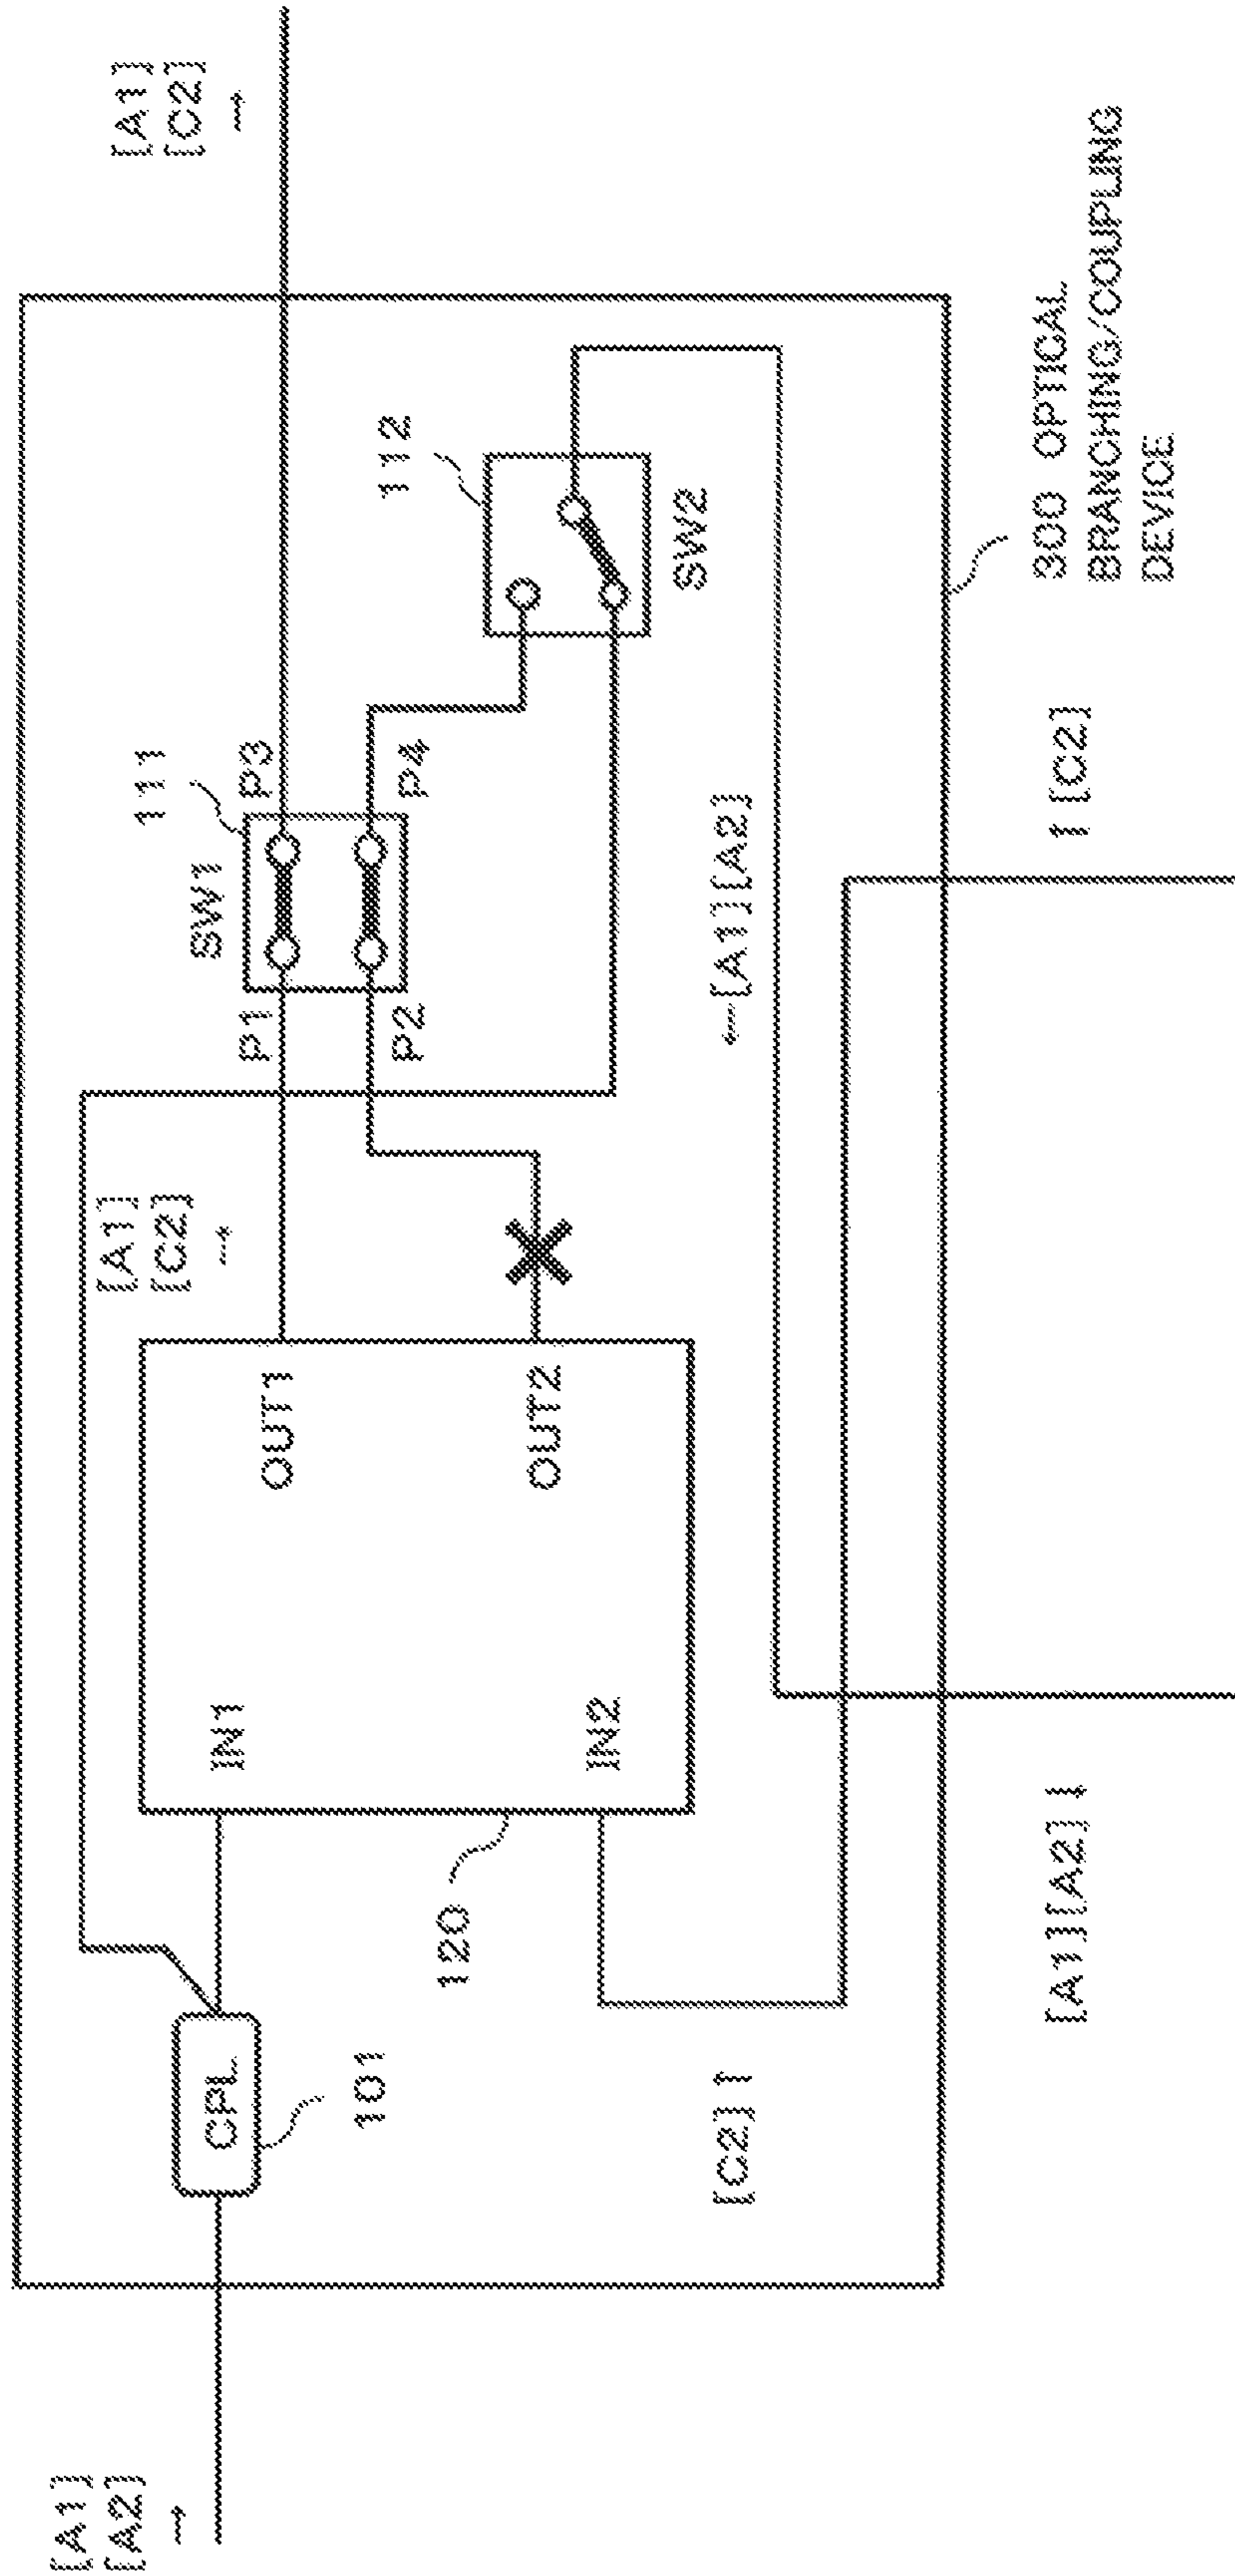 [A1]
[A2]
→
CPL
101
[C2] ↑
120
IN1
IN2
OUT1
OUT2
[A1]
[C2]
→
P1
P2
SW1
111
P3
P4
←[A1][A2]
112
SW2
[A1]
[C2]
→
[A1][A2] ↓
↑ [C2]
300 OPTICAL
BRANCHING/COUPLING
DEVICE